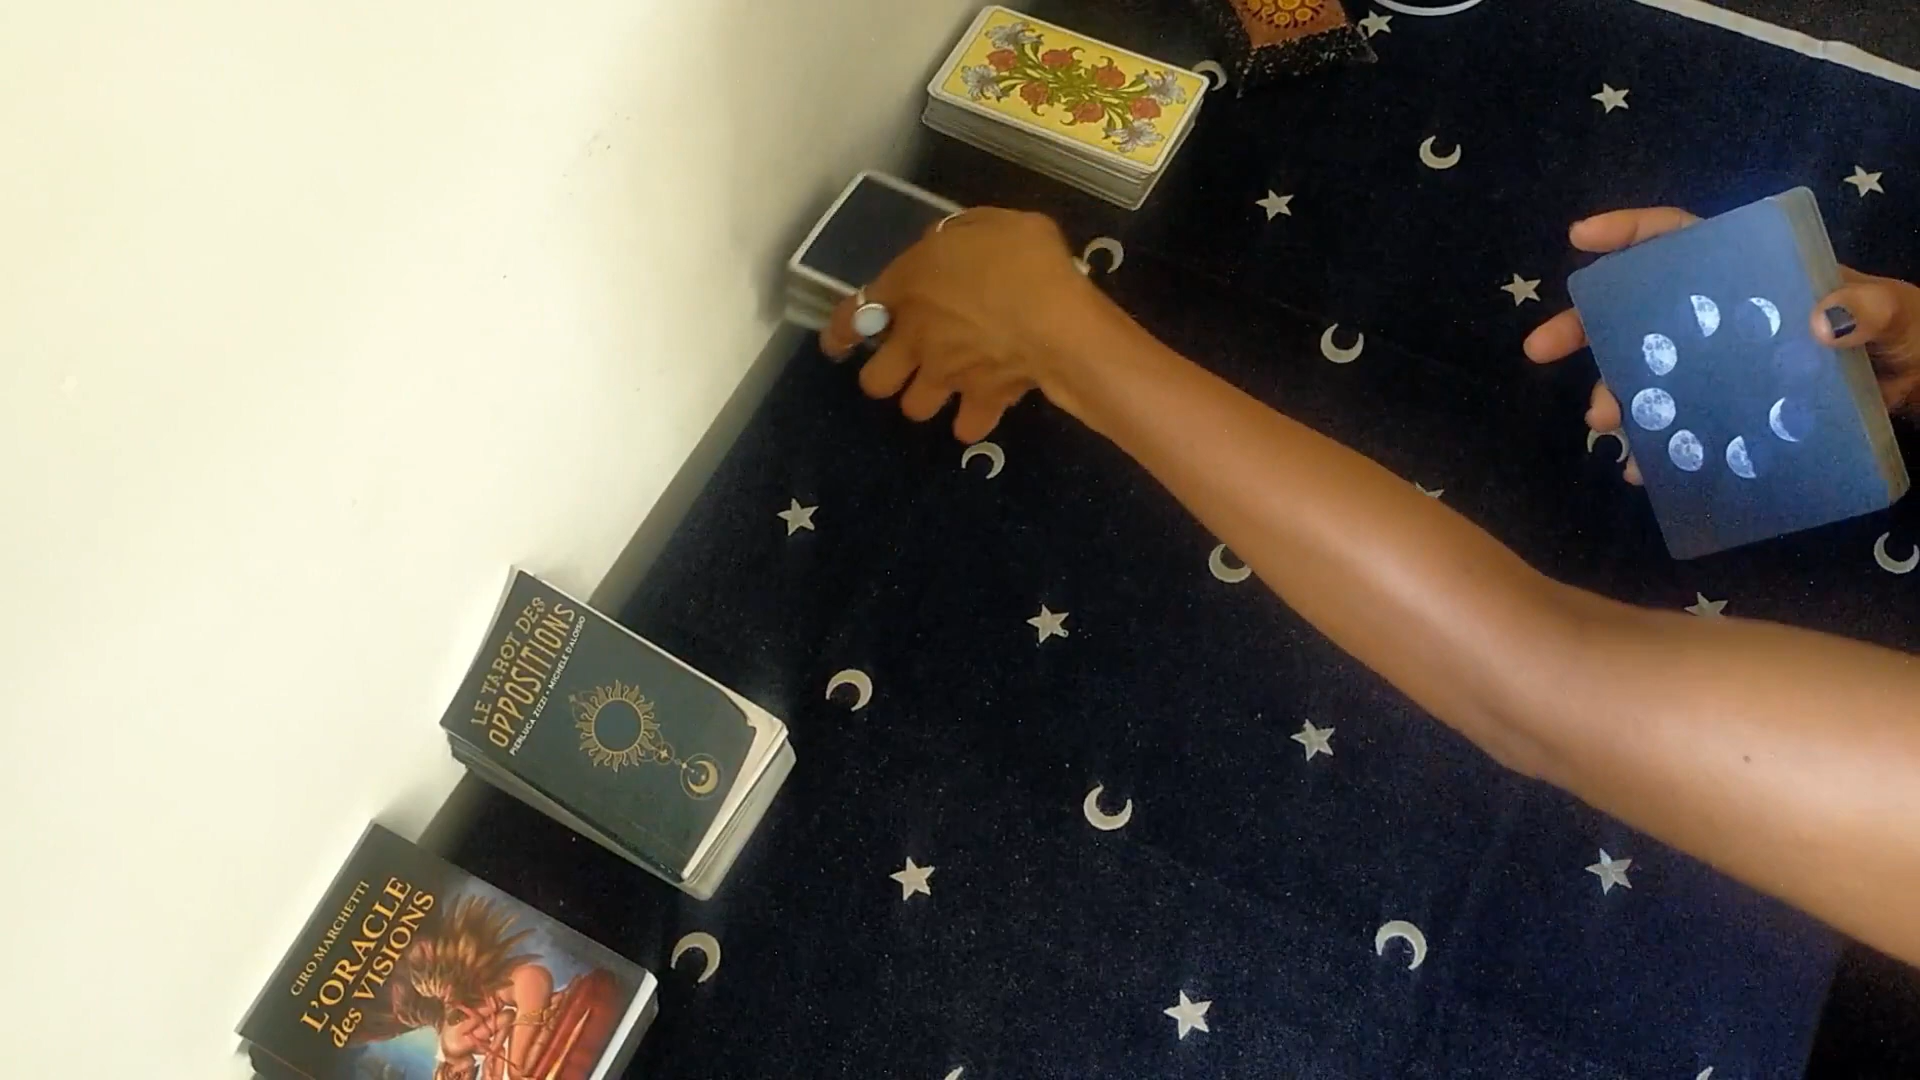 LE TAROT DES
OPPOSITIONS
PIERLUCA ZIZZI • MICHELE D'ALOISIO
CIRO MARCHETTI
L'ORACLE
des VISIONS